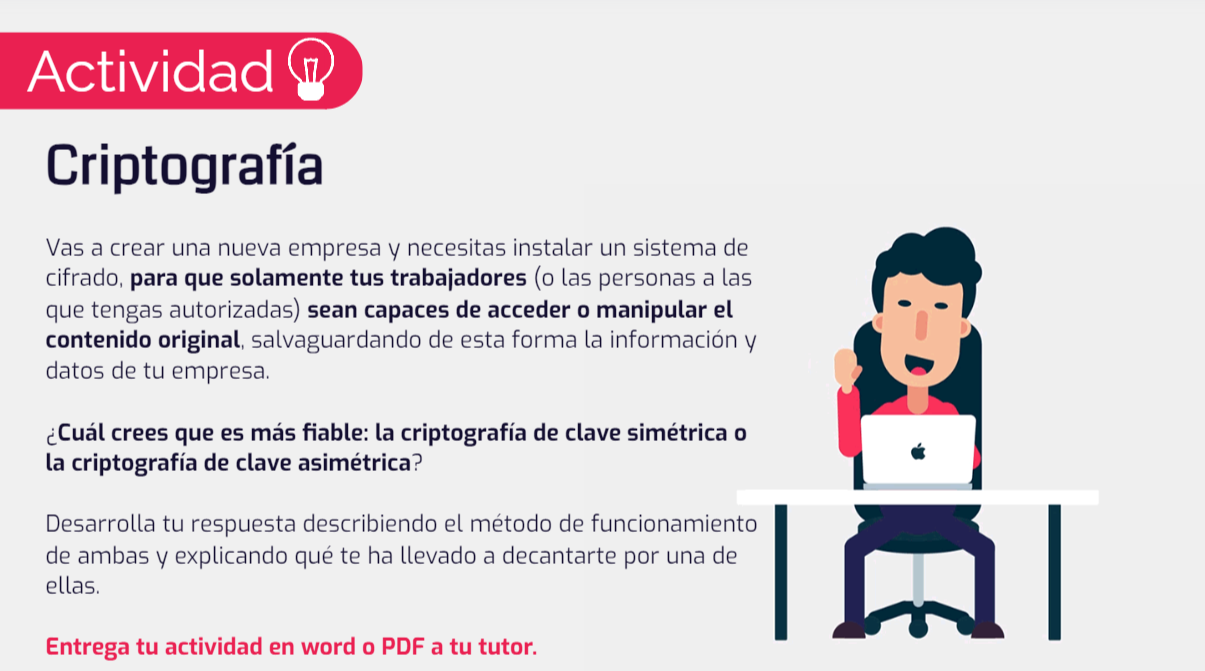 Actividad
Criptografía
Vas a crear una nueva empresa y necesitas instalar un sistema de
cifrado, para que solamente tus trabajadores (o las personas a las
que tengas autorizadas) sean capaces de acceder o manipular el
contenido original, salvaguardando de esta forma la información y
datos de tu empresa.
¿Cuál crees que es más fiable: la criptografía de clave simétrica o
la criptografía de clave asimétrica?
Desarrolla tu respuesta describiendo el método de funcionamiento
de ambas y explicando qué te ha llevado a decantarte por una de
ellas.
Entrega tu actividad en word o PDF a tu tutor.